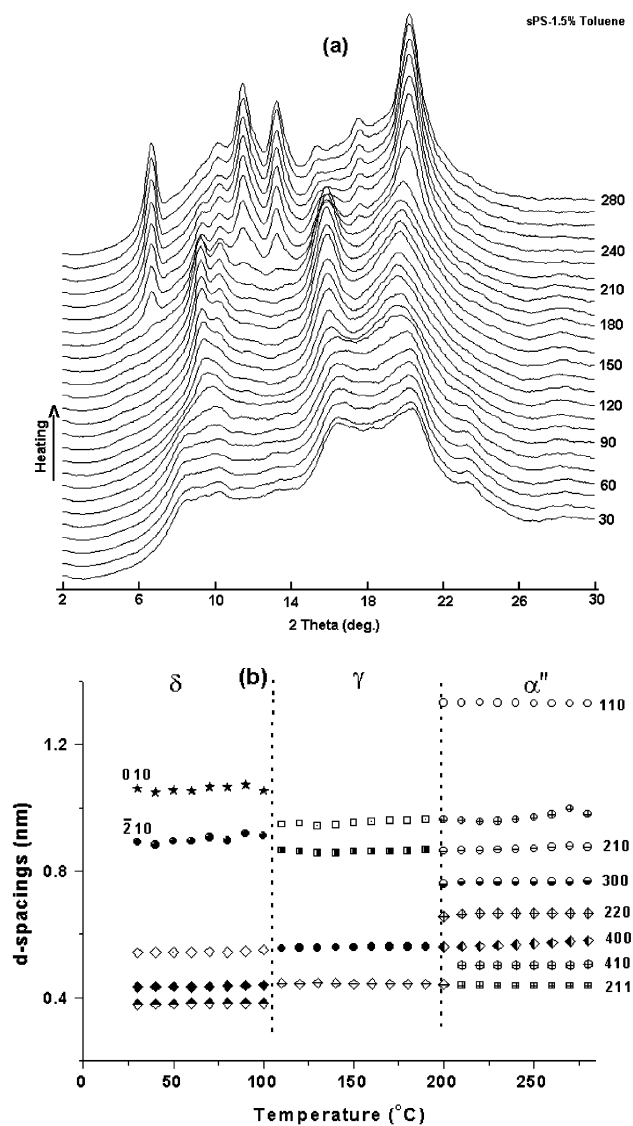 sPS-1.5% Toluene
(a)
280
240
210
180
150
120
90
60
30
Heating
2 6 10 14 18 22 26 30
2 Theta (deg.)
δ (b) γ α"
110
1.2
010
2̄10
210
0.8
300
220
400
410
211
0.4
d-spacings (nm)
0 50 100 150 200 250
Temperature (°C)